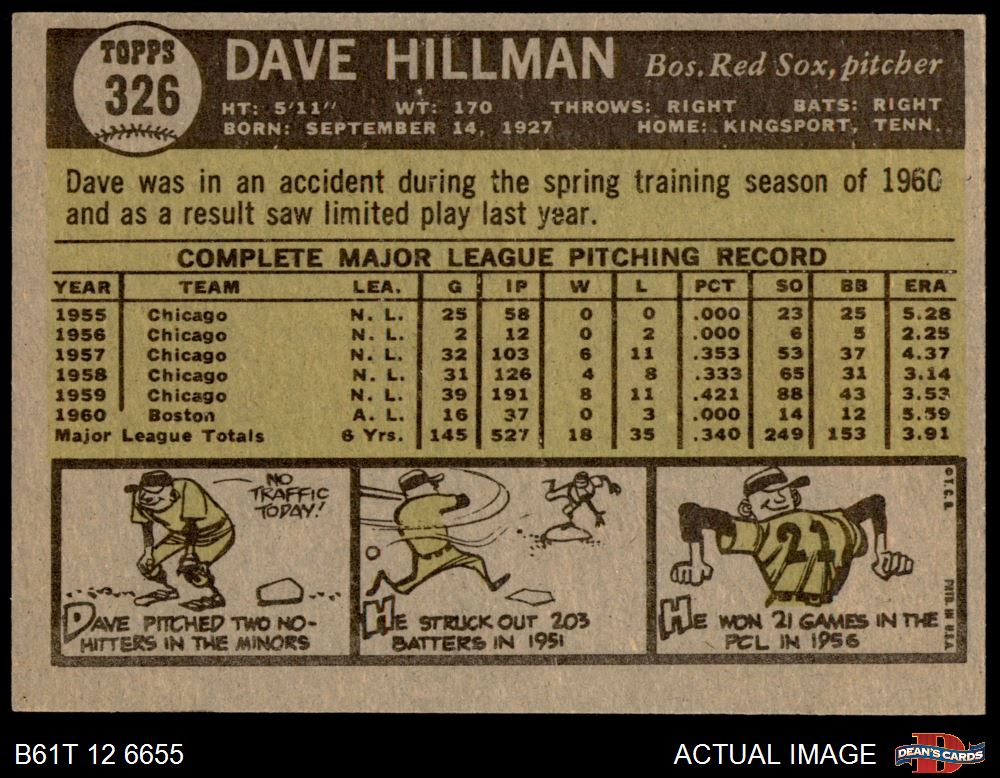 TOPPS
326
DAVE HILLMAN Bos. Red Sox, pitcher
HT: 5'11" WT: 170 THROWS: RIGHT BATS: RIGHT
BORN: SEPTEMBER 14, 1927 HOME: KINGSPORT, TENN.
Dave was in an accident during the spring training season of 1960
and as a result saw limited play last year.
COMPLETE MAJOR LEAGUE PITCHING RECORD
YEAR TEAM LEA. G IP W L PCT SO BB ERA
1955 Chicago N. L. 25 58 0 0 .000 23 25 5.28
1956 Chicago N. L. 2 12 0 2 .000 6 5 2.25
1957 Chicago N. L. 32 103 6 11 .353 53 37 4.37
1958 Chicago N. L. 31 126 4 8 .333 65 31 3.14
1959 Chicago N. L. 39 191 8 11 .421 88 43 3.53
1960 Boston A. L. 16 37 0 3 .000 14 12 5.59
Major League Totals 6 Yrs. 145 527 18 35 .340 249 153 3.91
NO
TRAFFIC
TODAY!
DAVE PITCHED TWO NO-
HITTERS IN THE MINORS
HE STRUCK OUT 203
BATTERS IN 1951
21
HE WON 21 GAMES IN THE
PCL IN 1956
© T. C. G.
PRTD. IN U.S.A.
B61T 12 6655
ACTUAL IMAGE
DEAN'S CARDS